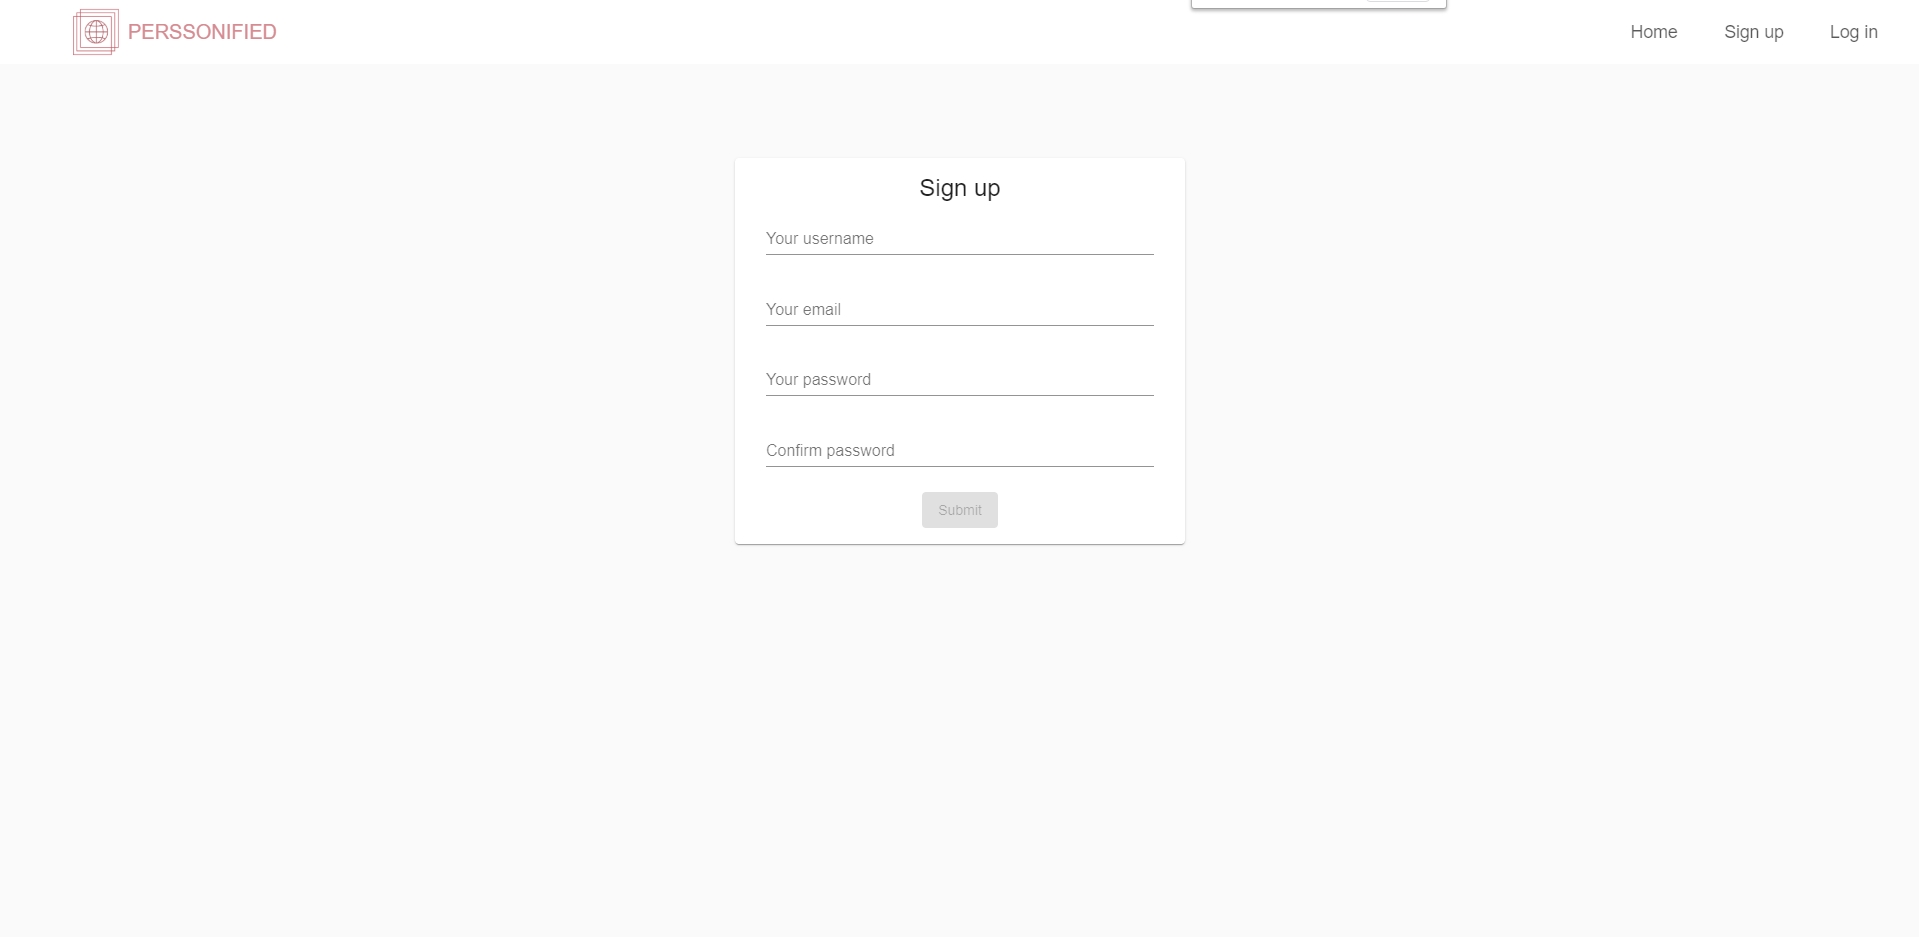 PERSSONIFIED
Home
Sign up
Log in
Sign up
Your username
Your email
Your password
Confirm password
Submit